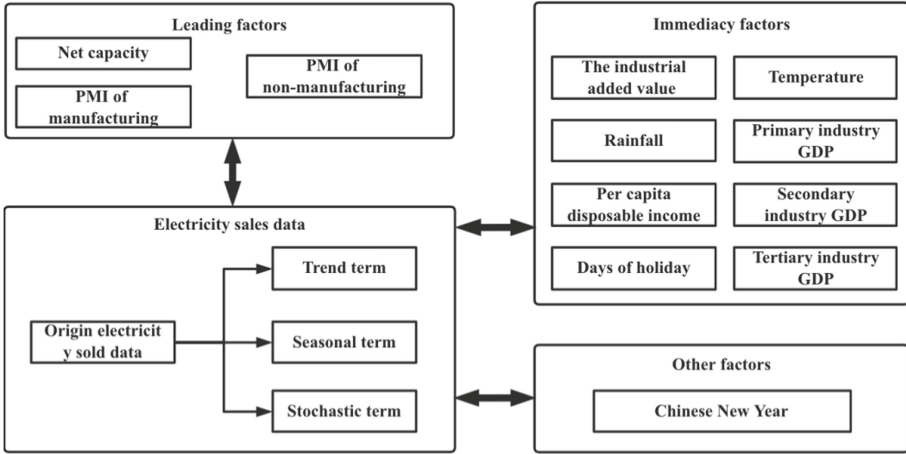 Leading factors
Net capacity
PMI of
non-manufacturing
PMI of
manufacturing
Immediacy factors
The industrial
added value
Temperature
Rainfall
Primary industry
GDP
Per capita
disposable income
Secondary
industry GDP
Days of holiday
Tertiary industry
GDP
Electricity sales data
Trend term
Origin electricit
y sold data
Seasonal term
Stochastic term
Other factors
Chinese New Year